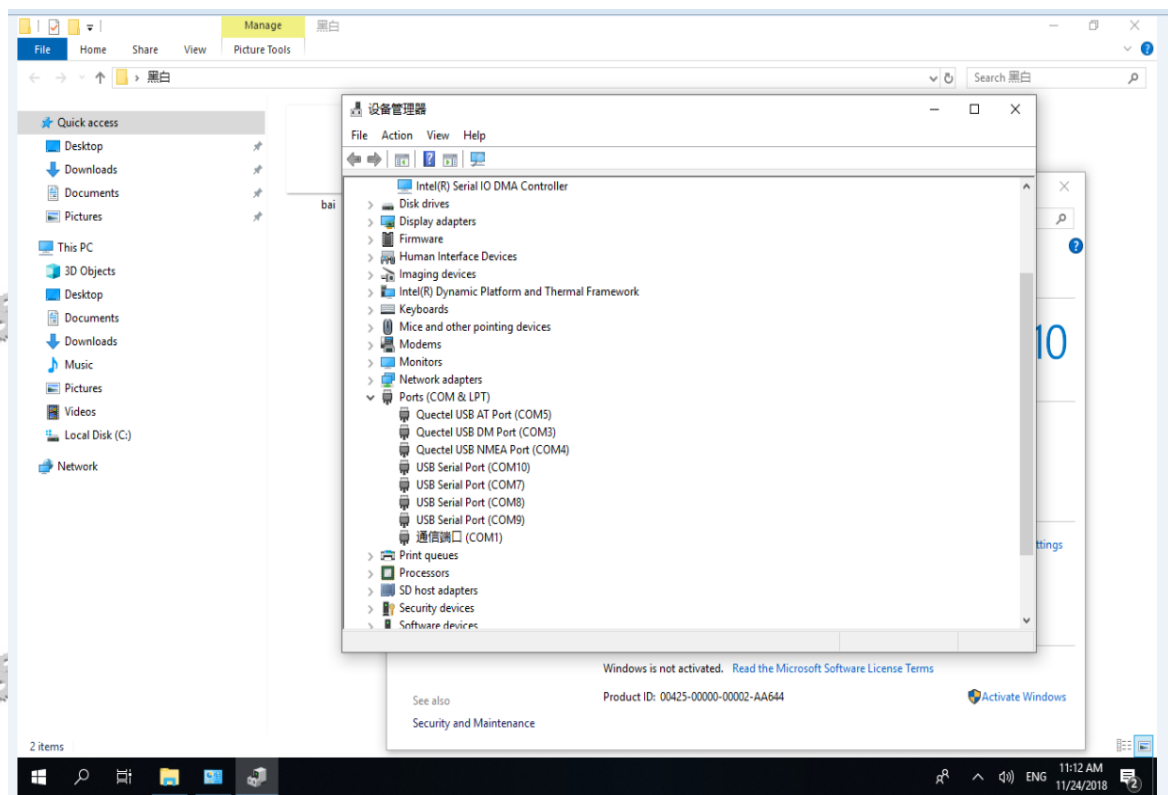 Manage
黑白
File
Home
Share
View
Picture Tools
黑白
Search 黑白
Quick access
Desktop
Downloads
Documents
Pictures
This PC
3D Objects
Desktop
Documents
Downloads
Music
Pictures
Videos
Local Disk (C:)
Network
2 items
bai
设备管理器
File Action View Help
Intel(R) Serial IO DMA Controller
Disk drives
Display adapters
Firmware
Human Interface Devices
Imaging devices
Intel(R) Dynamic Platform and Thermal Framework
Keyboards
Mice and other pointing devices
Modems
Monitors
Network adapters
Ports (COM & LPT)
Quectel USB AT Port (COM5)
Quectel USB DM Port (COM3)
Quectel USB NMEA Port (COM4)
USB Serial Port (COM10)
USB Serial Port (COM7)
USB Serial Port (COM8)
USB Serial Port (COM9)
通信端口 (COM1)
Print queues
Processors
SD host adapters
Security devices
Software devices
10
ttings
Windows is not activated. Read the Microsoft Software License Terms
See also
Product ID: 00425-00000-00002-AA644
Activate Windows
Security and Maintenance
ENG
11:12 AM
11/24/2018
2